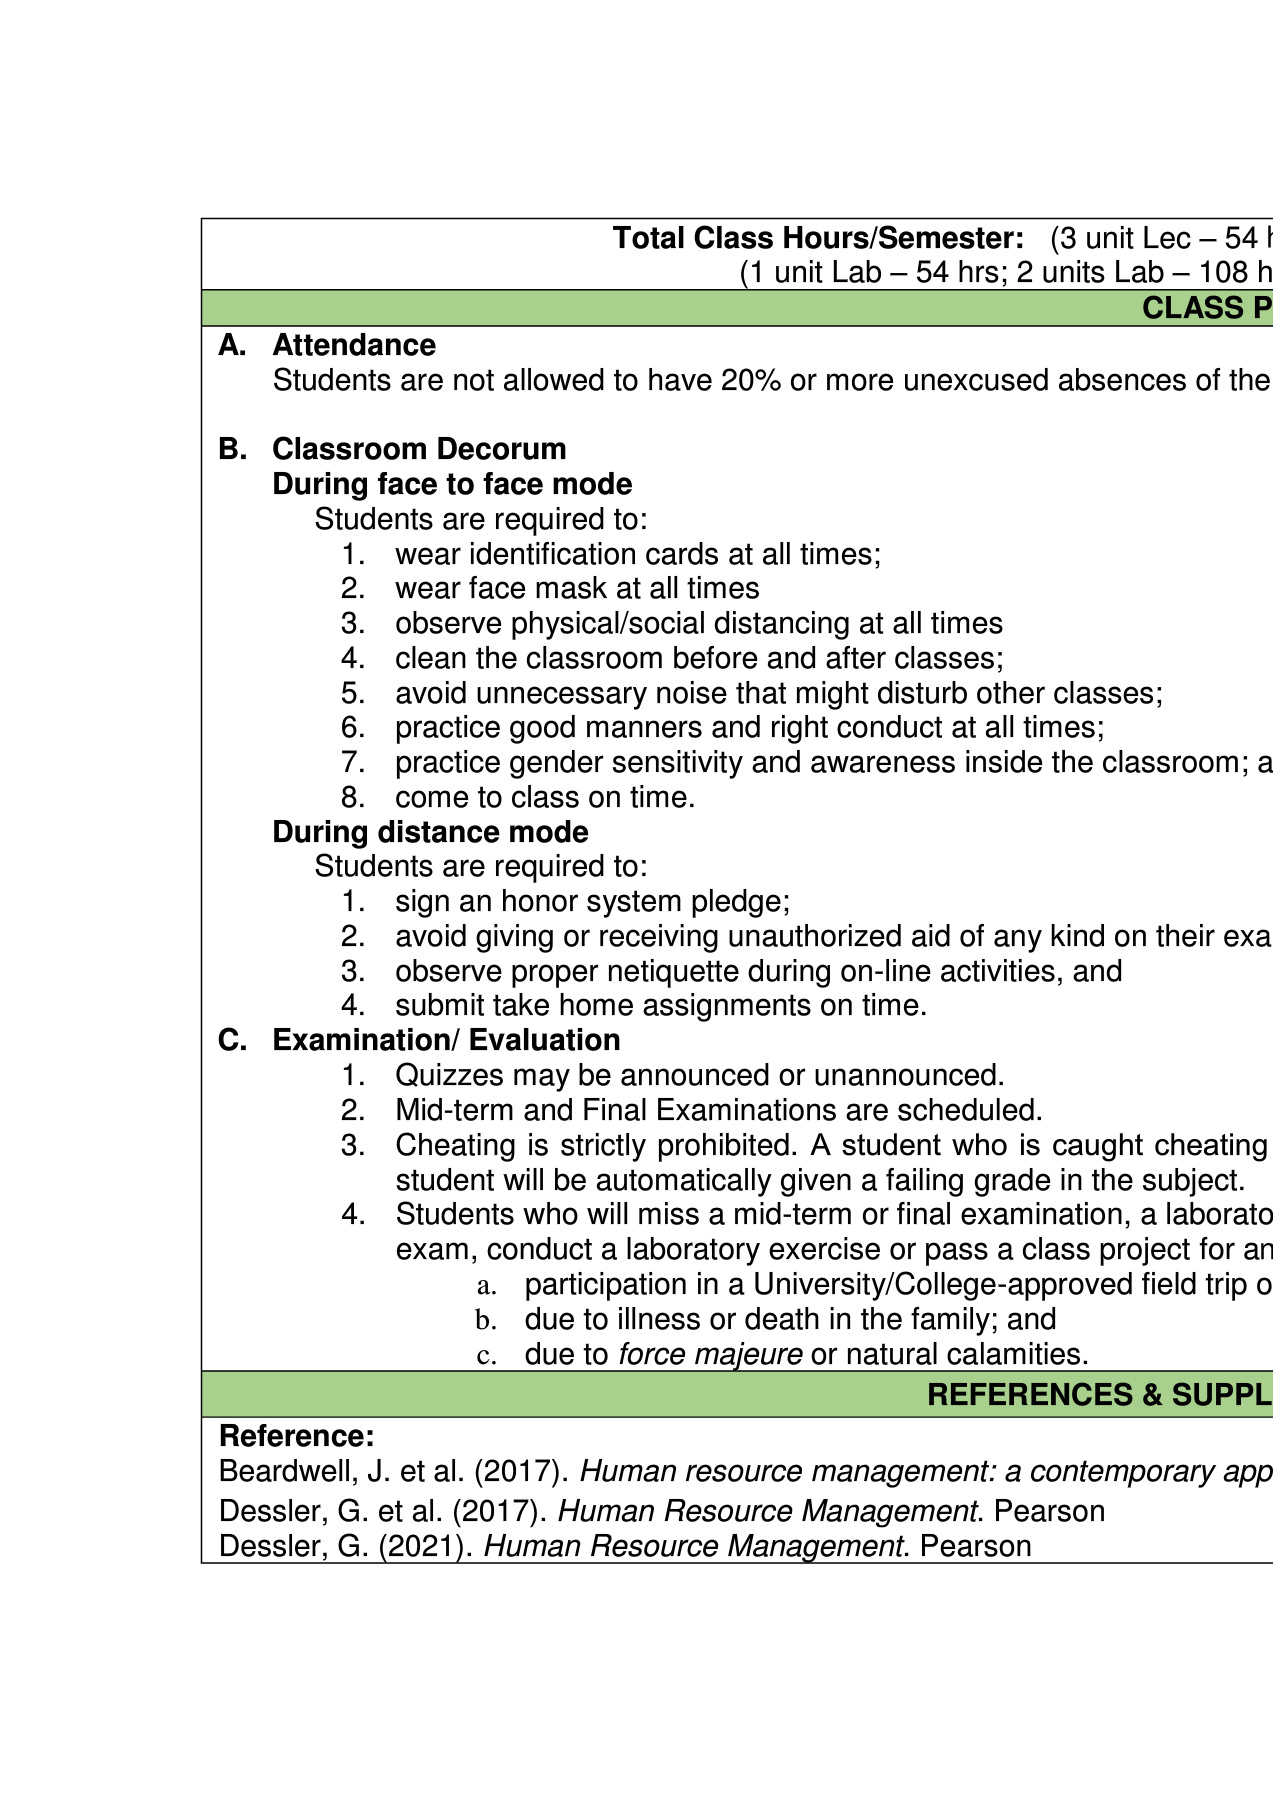 Total Class Hours/Semester: (3 unit Lec – 54
(1 unit Lab – 54 hrs; 2 units Lab – 108
CLASS
A. Attendance
Students are not allowed to have 20% or more unexcused absences of the
B. Classroom Decorum
During face to face mode
Students are required to:
1. wear identification cards at all times;
2. wear face mask at all times
3. observe physical/social distancing at all times
4. clean the classroom before and after classes;
5. avoid unnecessary noise that might disturb other classes;
6. practice good manners and right conduct at all times;
7. practice gender sensitivity and awareness inside the classroom;
8. come to class on time.
During distance mode
Students are required to:
1. sign an honor system pledge;
2. avoid giving or receiving unauthorized aid of any kind on their
3. observe proper netiquette during on-line activities, and
4. submit take home assignments on time.
C. Examination/ Evaluation
1. Quizzes may be announced or unannounced.
2. Mid-term and Final Examinations are scheduled.
3. Cheating is strictly prohibited. A student who is caught cheating
student will be automatically given a failing grade in the subject.
4. Students who will miss a mid-term or final examination, a
exam, conduct a laboratory exercise or pass a class project for
a. participation in a University/College-approved field trip
b. due to illness or death in the family; and
c. due to force majeure or natural calamities.
REFERENCES &
Reference:
Beardwell, J. et al. (2017). Human resource management: a contemporary
Dessler, G. et al. (2017). Human Resource Management. Pearson
Dessler, G. (2021). Human Resource Management. Pearson